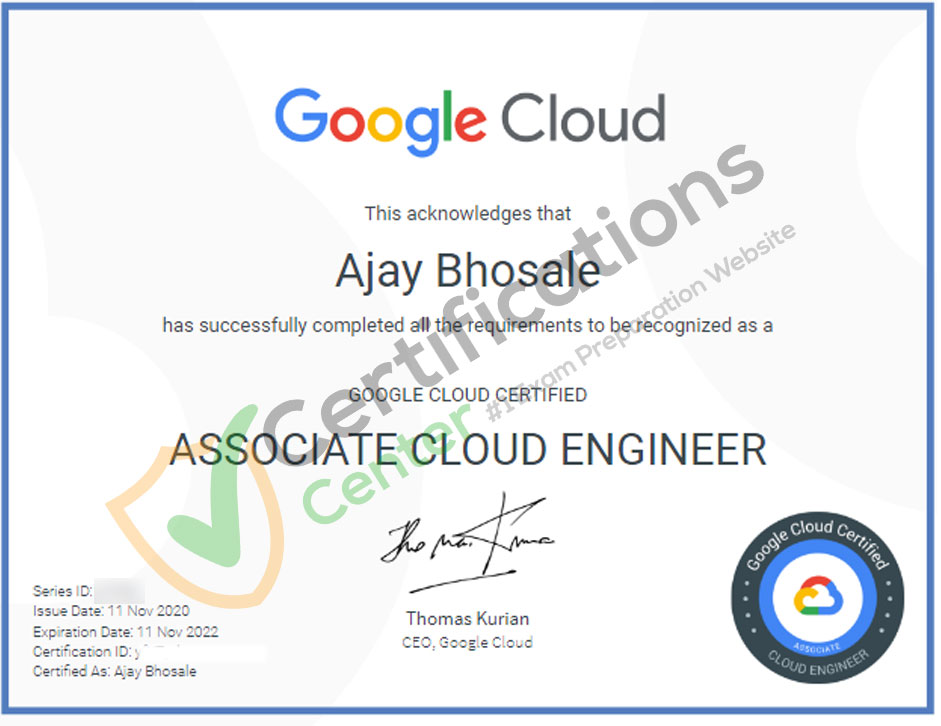 Google Cloud
This acknowledges that
Ajay Bhosale
has successfully completed all the requirements to be recognized as a
GOOGLE CLOUD CERTIFIED
ASSOCIATE CLOUD ENGINEER
Certifications
Center #1 Exam Preparation Website
Thomas Kurian
CEO, Google Cloud
Series ID:
Issue Date: 11 Nov 2020
Expiration Date: 11 Nov 2022
Certification ID:
Certified As: Ajay Bhosale
Google Cloud Certified
ASSOCIATE
CLOUD ENGINEER